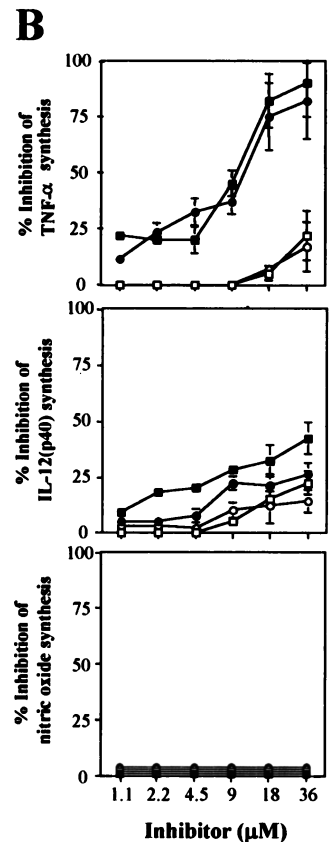 B
100
75
50
25
0
% Inhibition of
TNF-α synthesis
100
75
50
25
0
% Inhibition of
IL-12(p40) synthesis
100
75
50
25
0
% Inhibition of
nitric oxide synthesis
1.1 2.2 4.5 9 18 36
Inhibitor (μM)